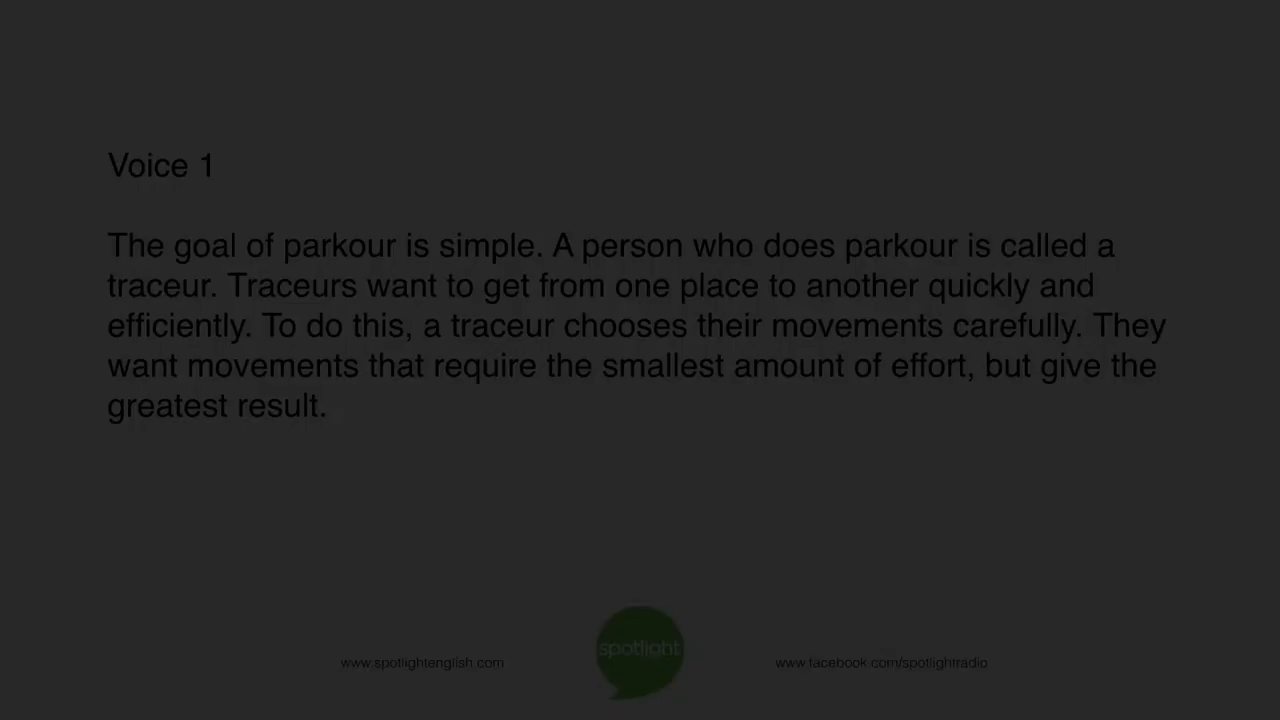 Voice 1
The goal of parkour is simple. A person who does parkour is called a
traceur. Traceurs want to get from one place to another quickly and
efficiently. To do this, a traceur chooses their movements carefully. They
want movements that require the smallest amount of effort, but give the
greatest result.
spotlight
www.spotlightenglish.com
www.facebook.com/spotlightradio